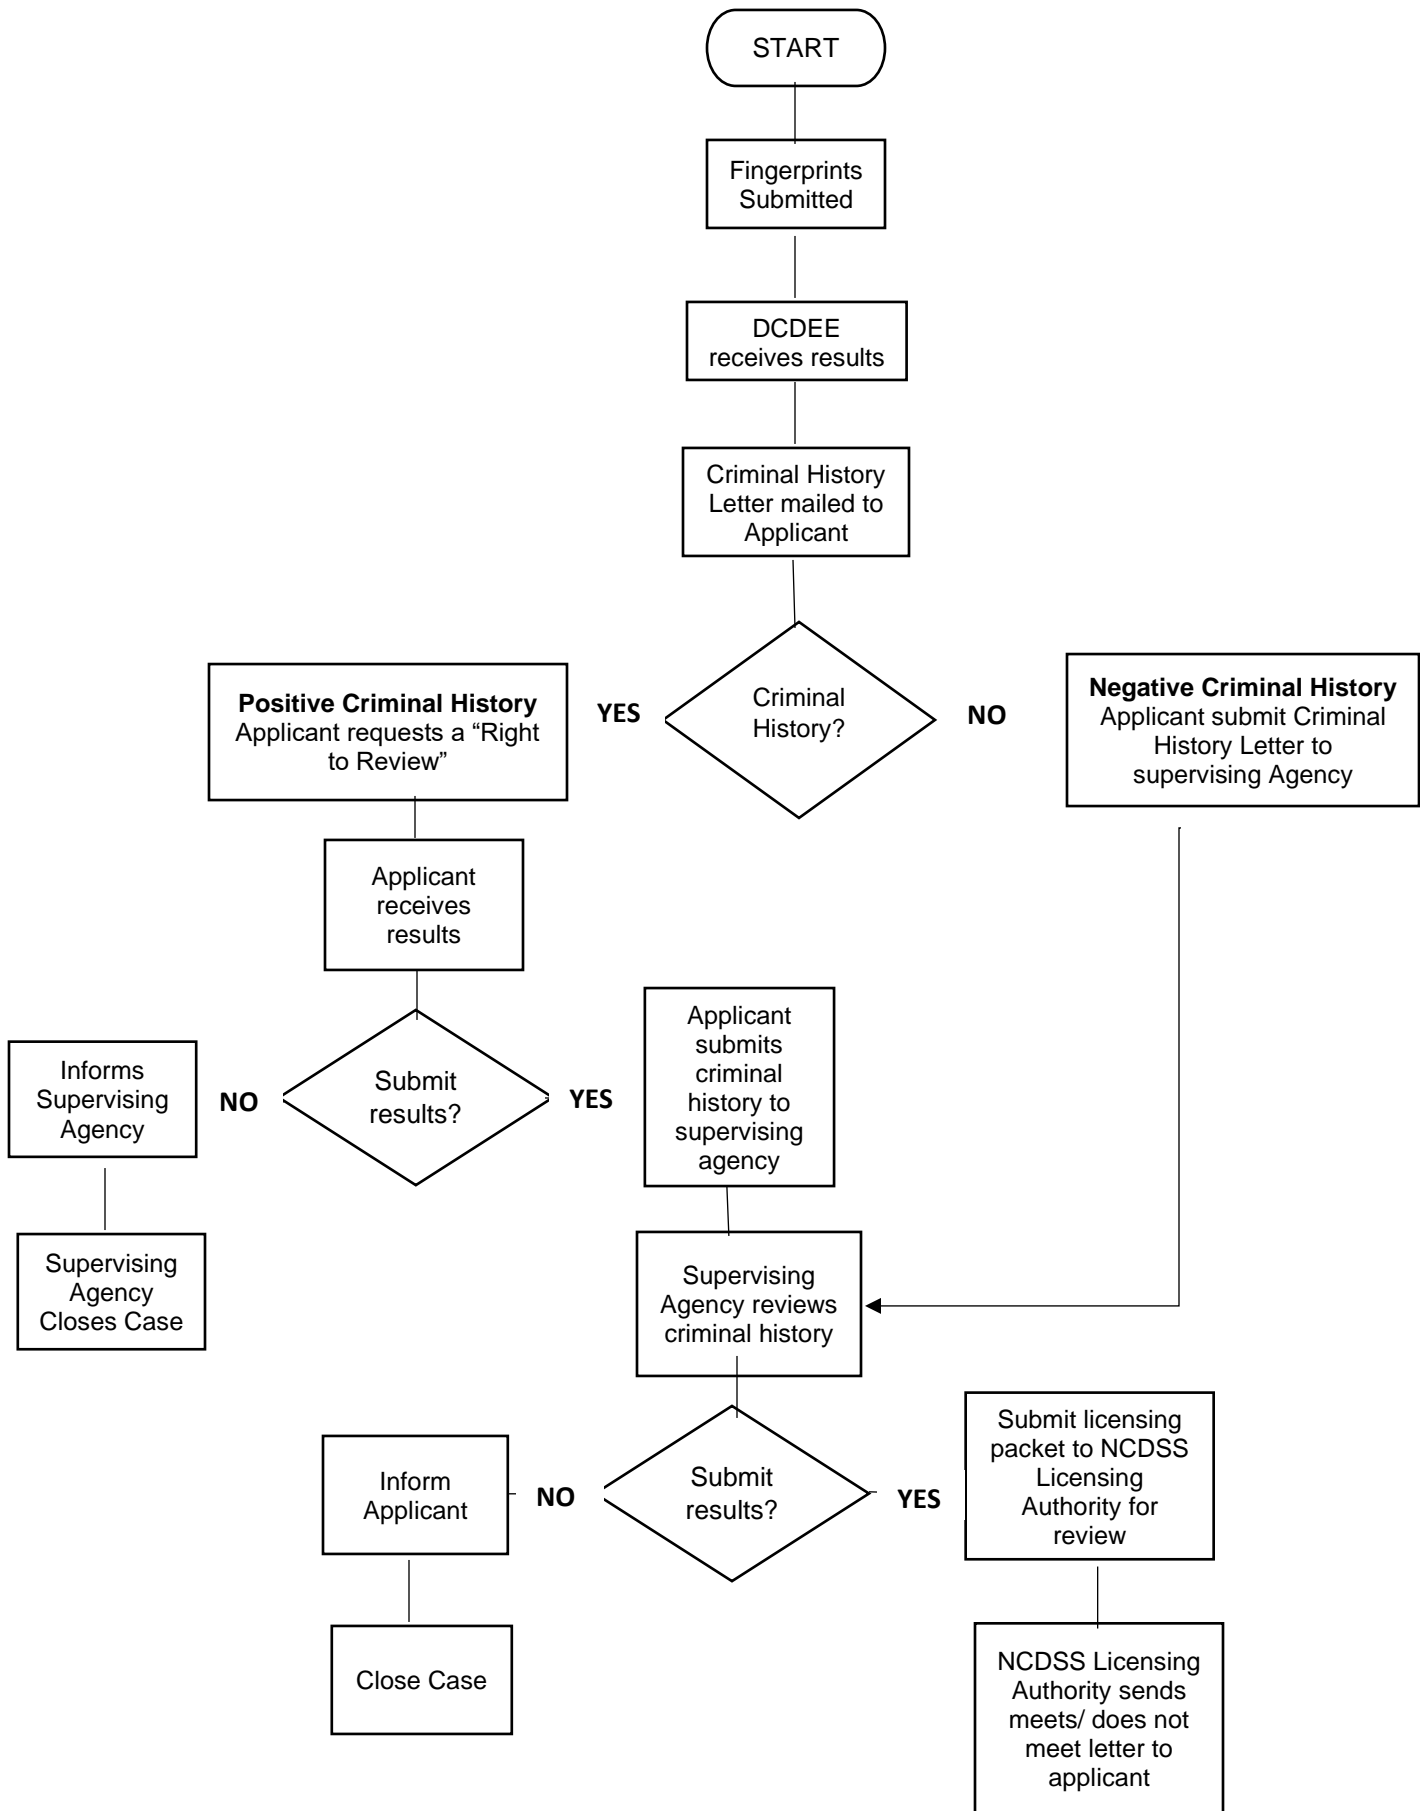 START
Fingerprints
Submitted
DCDEE
receives results
Criminal History
Letter mailed to
Applicant
Positive Criminal History
Applicant requests a “Right
to Review”
YES
Criminal
History?
NO
Negative Criminal History
Applicant submit Criminal
History Letter to
supervising Agency
Applicant
receives
results
Informs
Supervising
Agency
NO
Submit
results?
YES
Applicant
submits
criminal
history to
supervising
agency
Supervising
Agency
Closes Case
Supervising
Agency reviews
criminal history
Inform
Applicant
NO
Submit
results?
YES
Submit licensing
packet to NCDSS
Licensing
Authority for
review
Close Case
NCDSS Licensing
Authority sends
meets/ does not
meet letter to
applicant